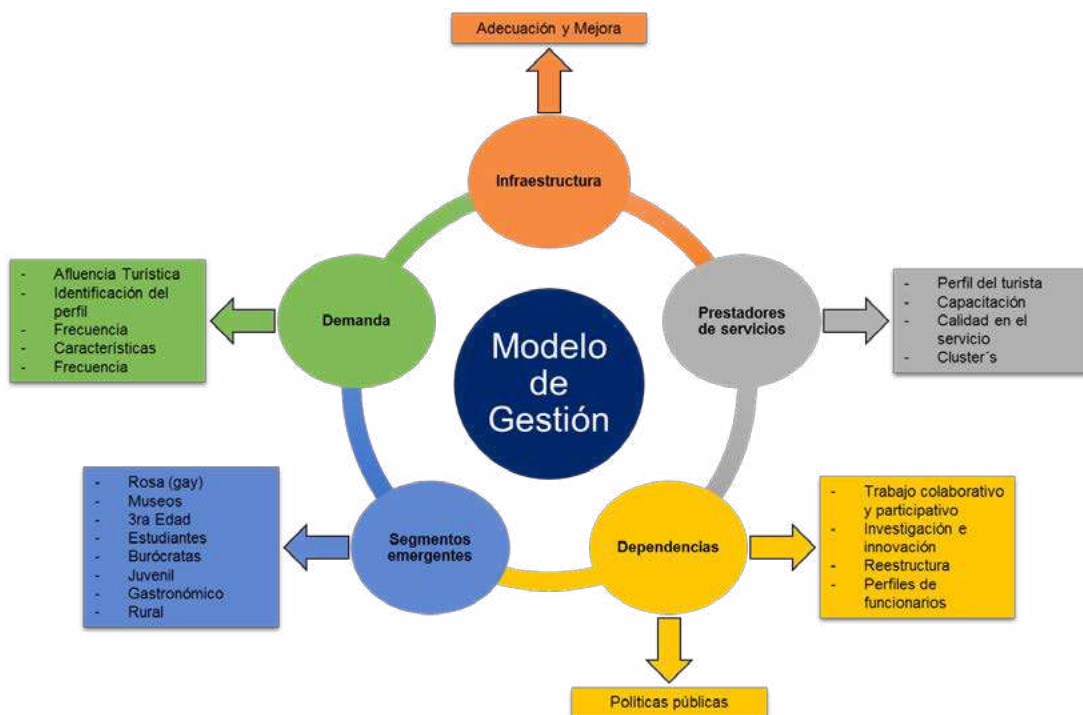 Adecuación y Mejora
Infraestructura
- Afluencia Turística
- Identificación del
perfil
- Frecuencia
- Características
- Frecuencia
Demanda
Modelo
de
Gestión
Prestadores
de servicios
- Perfil del turista
- Capacitación
- Calidad en el
servicio
- Cluster´s
- Rosa (gay)
- Museos
- 3ra Edad
- Estudiantes
- Burócratas
- Juvenil
- Gastronómico
- Rural
Segmentos
emergentes
Dependencias
- Trabajo colaborativo
y participativo
- Investigación e
innovación
- Reestructura
- Perfiles de
funcionarios
Políticas públicas